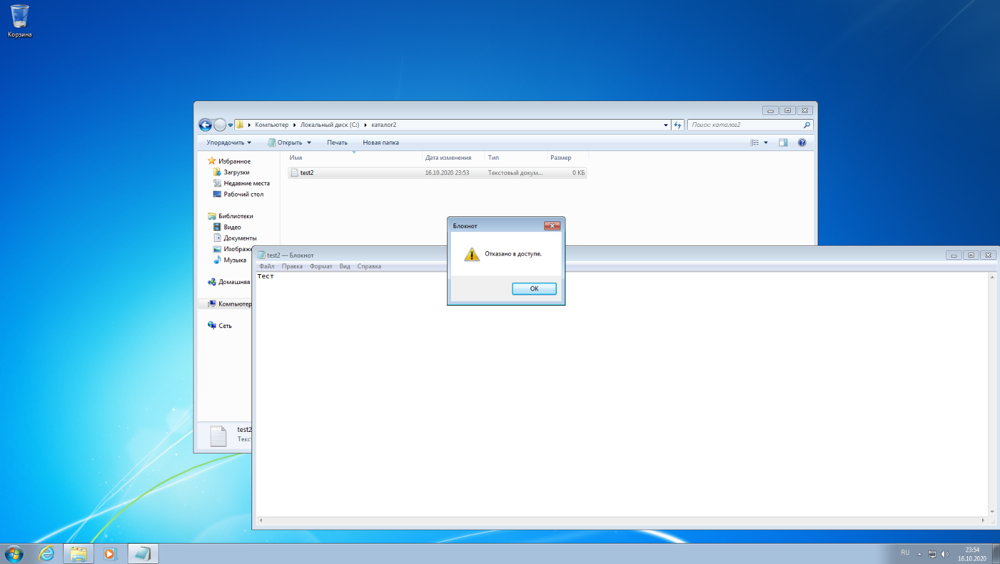 Корзина
Компьютер
Локальный диск (C:)
каталог2
Поиск: каталог2
Упорядочить
Открыть
Печать
Новая папка
Избранное
Загрузки
Недавние места
Рабочий стол
Библиотеки
Видео
Документы
Изображе
Музыка
Домашняя
Компьютер
Сеть
Имя
Дата изменения
Тип
Размер
test2
16.10.2020 23:53
Текстовый докум...
0 КБ
Блокнот
Отказано в доступе.
OK
test2 — Блокнот
Файл Правка Формат Вид Справка
Тест
test2
Текс
RU
23:54
16.10.2020